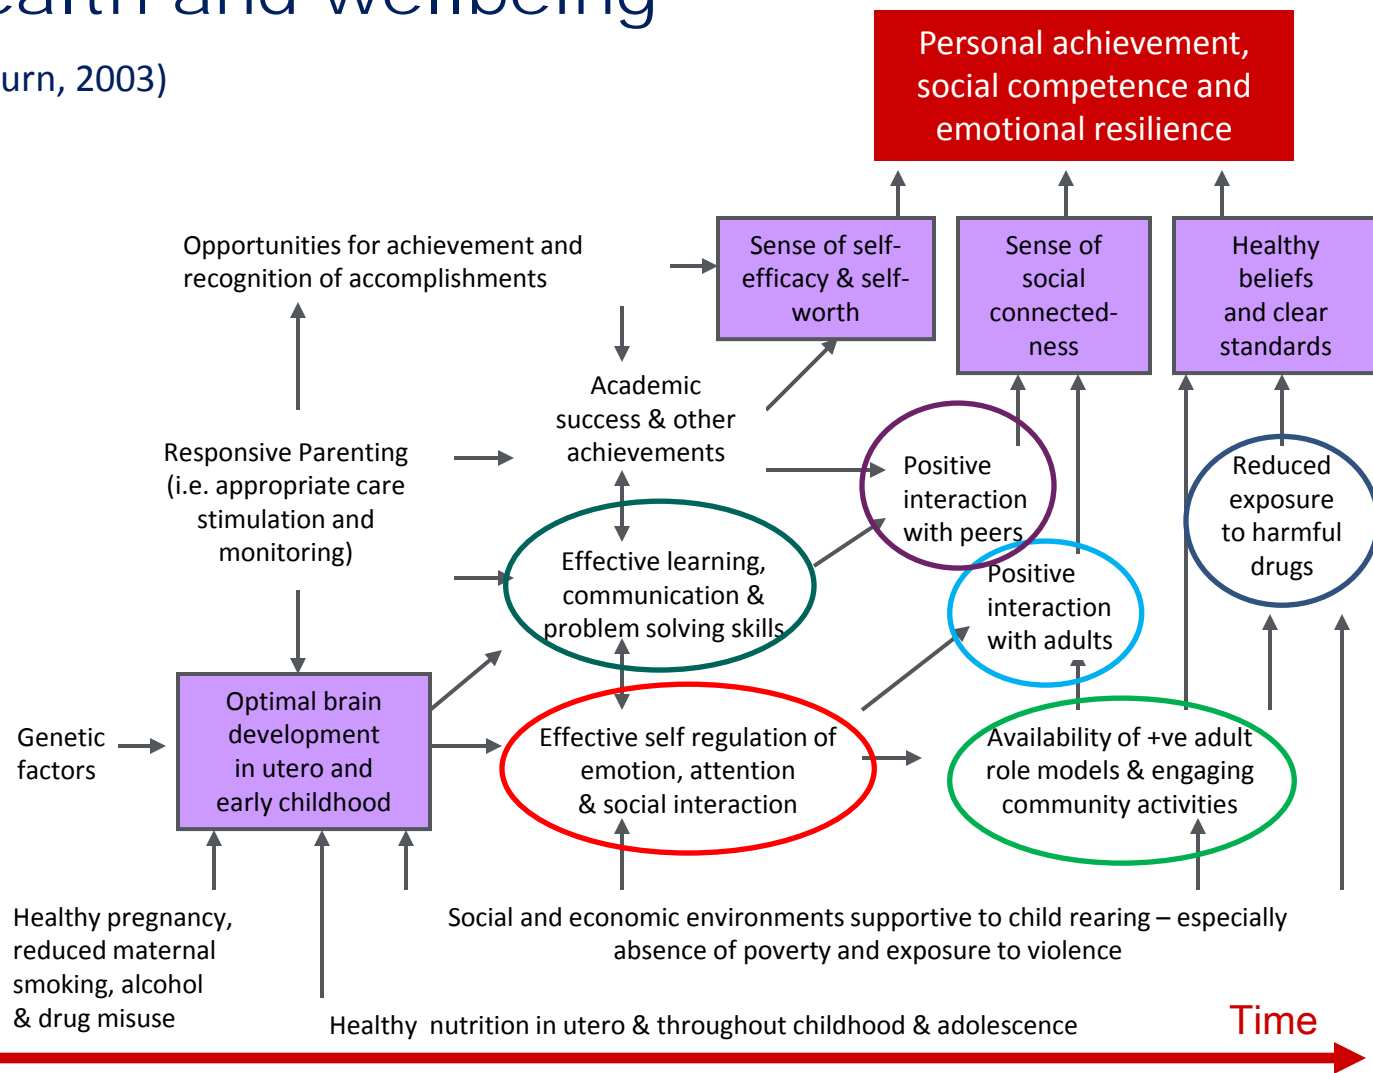 health and wellbeing
urn, 2003)
Personal achievement,
social competence and
emotional resilience
Opportunities for achievement and
recognition of accomplishments
Sense of self-
efficacy & self-
worth
Sense of
social
connected-
ness
Healthy
beliefs
and clear
standards
Academic
success & other
achievements
Responsive Parenting
(i.e. appropriate care
stimulation and
monitoring)
Positive
interaction
with peers
Reduced
exposure
to harmful
drugs
Effective learning,
communication &
problem solving skills
Positive
interaction
with adults
Genetic
factors
Optimal brain
development
in utero and
early childhood
Effective self regulation of
emotion, attention
& social interaction
Availability of +ve adult
role models & engaging
community activities
Healthy pregnancy,
reduced maternal
smoking, alcohol
& drug misuse
Social and economic environments supportive to child rearing – especially
absence of poverty and exposure to violence
Healthy  nutrition in utero & throughout childhood & adolescence
Time